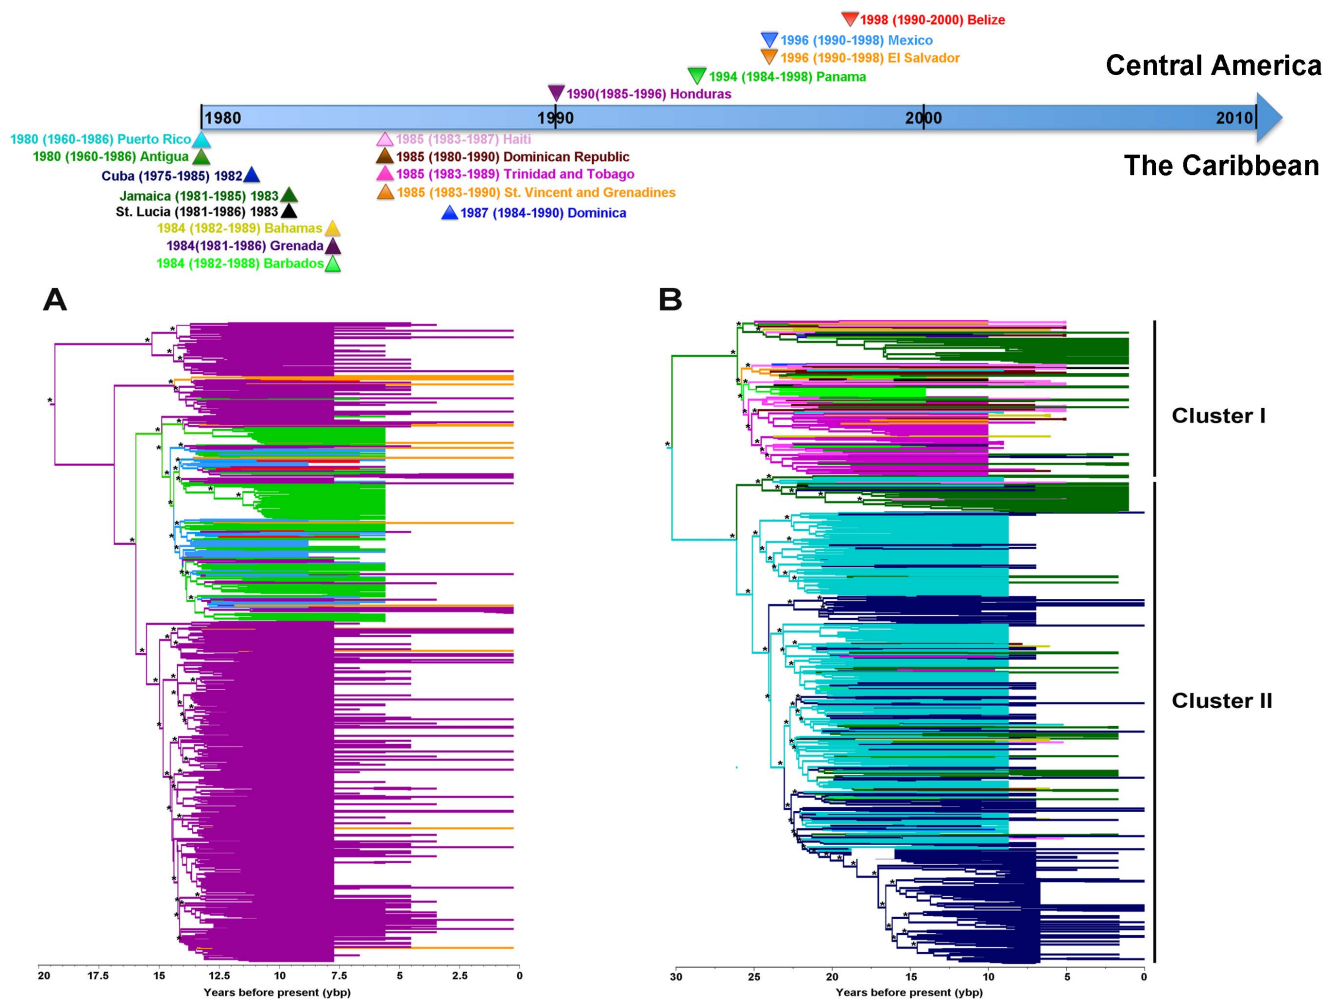 1998 (1990-2000) Belize
1996 (1990-1998) Mexico
1996 (1990-1998) El Salvador
1994 (1984-1998) Panama
1990(1985-1996) Honduras
Central America
1980 1990 2000 2010
The Caribbean
1980 (1960-1986) Puerto Rico
1980 (1960-1986) Antigua
Cuba (1975-1985) 1982
Jamaica (1981-1985) 1983
St. Lucia (1981-1986) 1983
1984 (1982-1989) Bahamas
1984(1981-1986) Grenada
1984 (1982-1988) Barbados
1985 (1983-1987) Haiti
1985 (1980-1990) Dominican Republic
1985 (1983-1989) Trinidad and Tobago
1985 (1983-1990) St. Vincent and Grenadines
1987 (1984-1990) Dominica
A
20 17.5 15 12.5 10 7.5 5 2.5 0
Years before present (ybp)
B
Cluster I
Cluster II
30 25 20 15 10 5 0
Years before present (ybp)